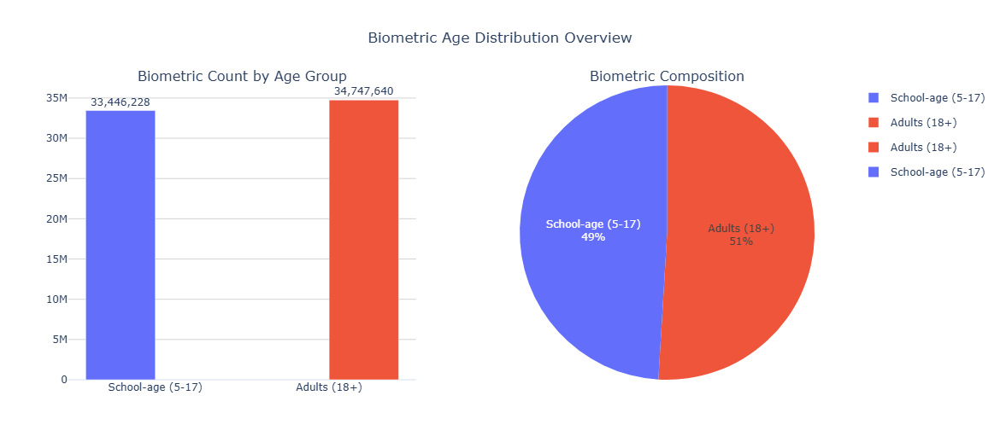 Biometric Age Distribution Overview
Biometric Count by Age Group
35M
30M
25M
20M
15M
10M
5M
0
33,446,228
34,747,640
School-age (5-17)
Adults (18+)
Biometric Composition
School-age (5-17)
49%
Adults (18+)
51%
School-age (5-17)
Adults (18+)
Adults (18+)
School-age (5-17)